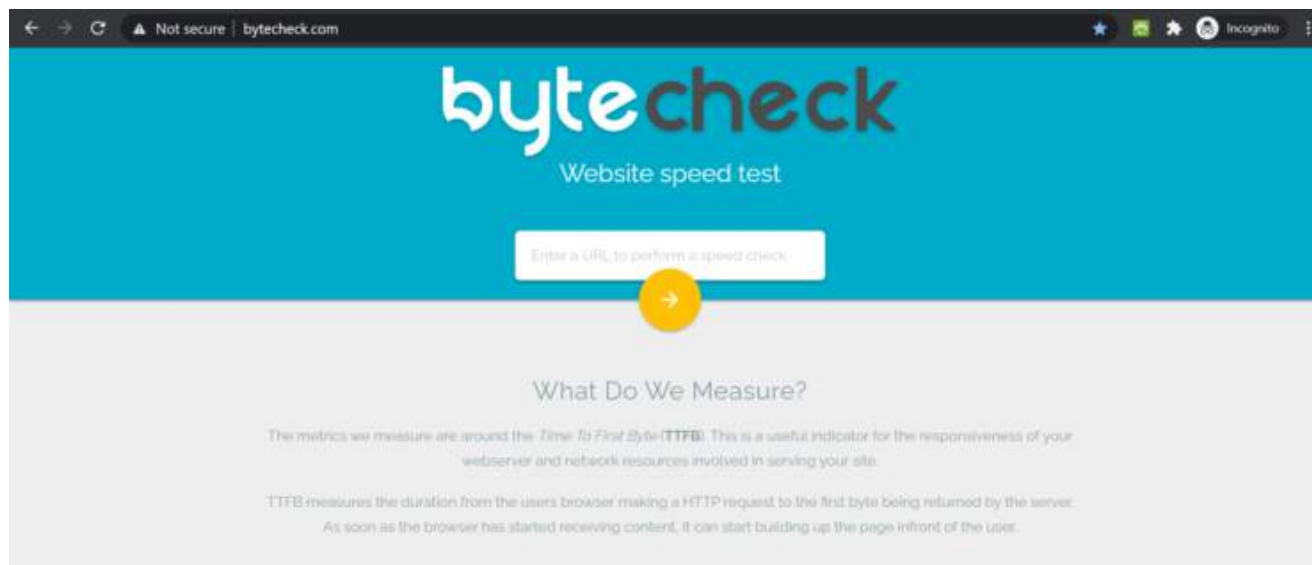 Not secure | bytecheck.com
Incognito
bytecheck
Website speed test
Enter a URL to perform a speed check
What Do We Measure?
The metrics we measure are around the Time To First Byte (TTFB). This is a useful indicator for the responsiveness of your
webserver and network resources involved in serving your site.
TTFB measures the duration from the users browser making a HTTP request to the first byte being returned by the server.
As soon as the browser has started receiving content, it can start building up the page infront of the user.